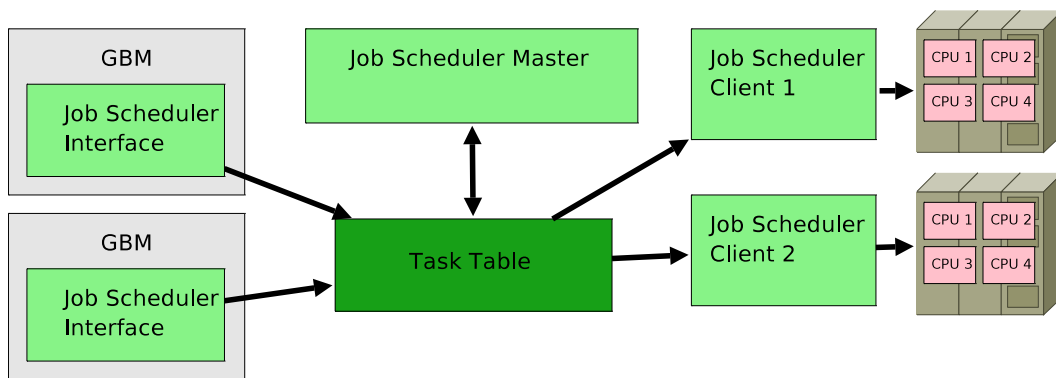 GBM
Job Scheduler
Interface
Job Scheduler Master
Job Scheduler
Client 1
CPU 1
CPU 2
CPU 3
CPU 4
GBM
Job Scheduler
Interface
Task Table
Job Scheduler
Client 2
CPU 1
CPU 2
CPU 3
CPU 4